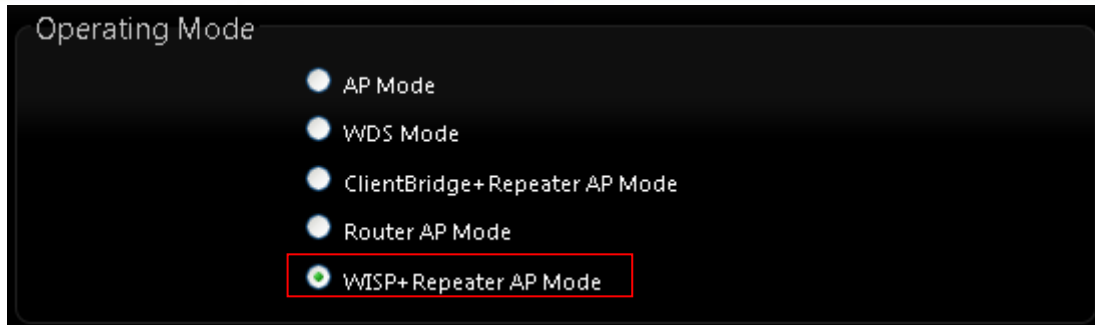 Operating Mode
AP Mode
WDS Mode
ClientBridge+Repeater AP Mode
Router AP Mode
WISP+Repeater AP Mode